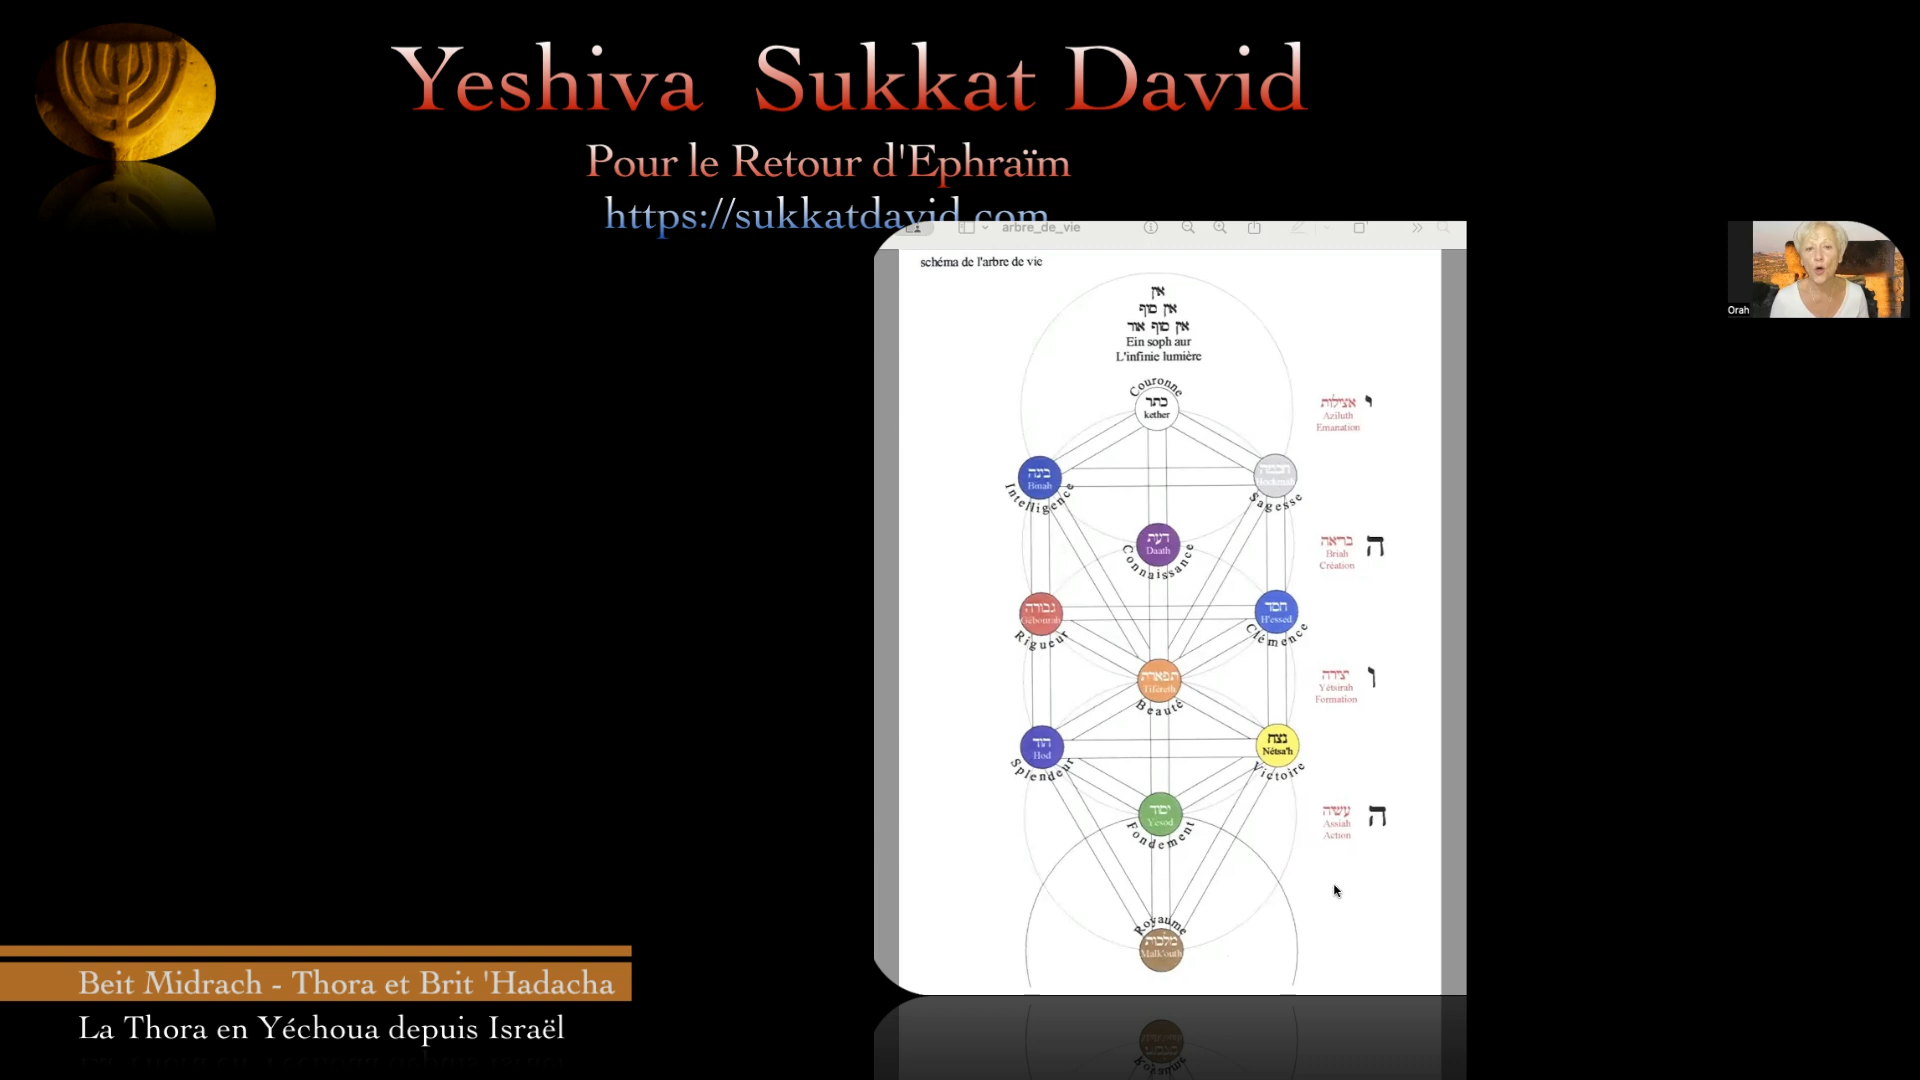 Yeshiva Sukkat David
Pour le Retour d'Ephraïm
https://sukkatdavid.com
arbre_de_vie
schéma de l'arbre de vie
אין
אין סוף
אין סוף אור
Ein soph aur
L'infinie lumière
Couronne
כתר
kether
אצילות
Aziluth
Emanation
י
בינה
Binah
Intelligence
חכמה
Hockmah
Sagesse
דעת
Daath
Connaissance
בריאה
Briah
Création
ה
גבורה
Gébourah
Rigueur
חסד
H'essed
Clémence
תפארת
Tifereth
Beauté
יצירה
Yétsirah
Formation
ו
הוד
Hod
Splendeur
נצח
Nétsa'h
Victoire
יסוד
Yesod
Fondement
עשיה
Assiah
Action
ה
Royaume
מלכות
Malk'outh
Orah
Beit Midrach - Thora et Brit 'Hadacha
La Thora en Yéchoua depuis Israël